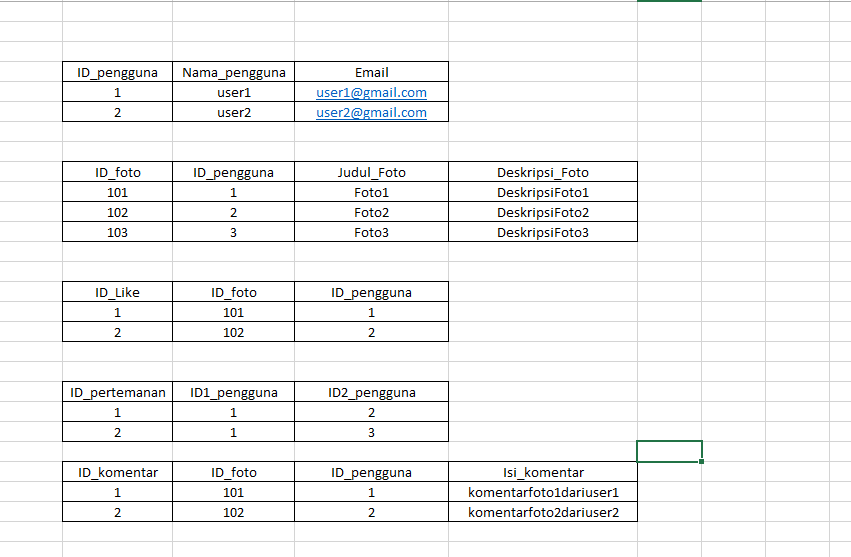 ID_pengguna Nama_pengguna Email
1 user1 user1@gmail.com
2 user2 user2@gmail.com
ID_foto ID_pengguna Judul_Foto Deskripsi_Foto
101 1 Foto1 DeskripsiFoto1
102 2 Foto2 DeskripsiFoto2
103 3 Foto3 DeskripsiFoto3
ID_Like ID_foto ID_pengguna
1 101 1
2 102 2
ID_pertemanan ID1_pengguna ID2_pengguna
1 1 2
2 1 3
ID_komentar ID_foto ID_pengguna Isi_komentar
1 101 1 komentarfoto1dariuser1
2 102 2 komentarfoto2dariuser2